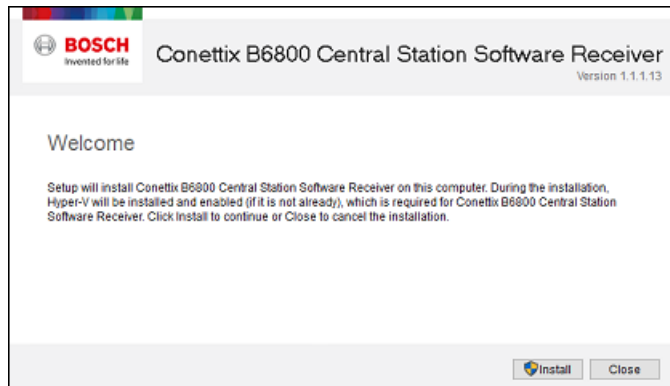 BOSCH
Invented for life
Conettix B6800 Central Station Software Receiver
Version 1.1.1.13
Welcome
Setup will install Conettix B6800 Central Station Software Receiver on this computer. During the installation,
Hyper-V will be installed and enabled (if it is not already), which is required for Conettix B6800 Central Station
Software Receiver. Click Install to continue or Close to cancel the installation.
Install
Close